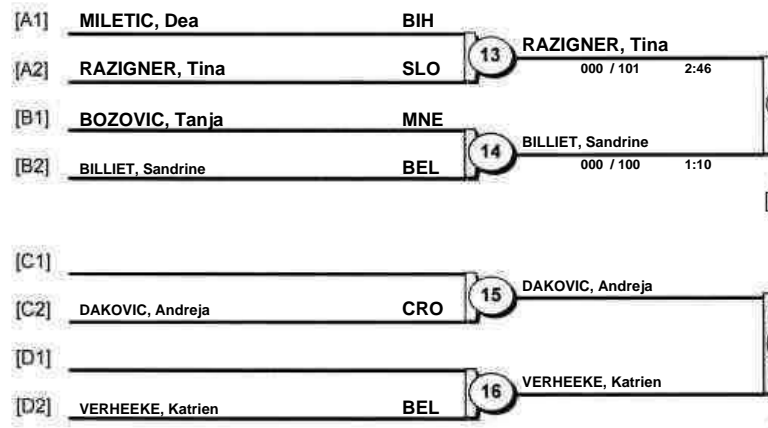 [A1] MILETIC, Dea BIH
13 RAZIGNER, Tina
[A2] RAZIGNER, Tina SLO
000 / 101 2:46
[B1] BOZOVIC, Tanja MNE
14 BILLIET, Sandrine
[B2] BILLIET, Sandrine BEL
000 / 100 1:10
[C1]
15 DAKOVIC, Andreja
[C2] DAKOVIC, Andreja CRO
[D1]
16 VERHEEKE, Katrien
[D2] VERHEEKE, Katrien BEL